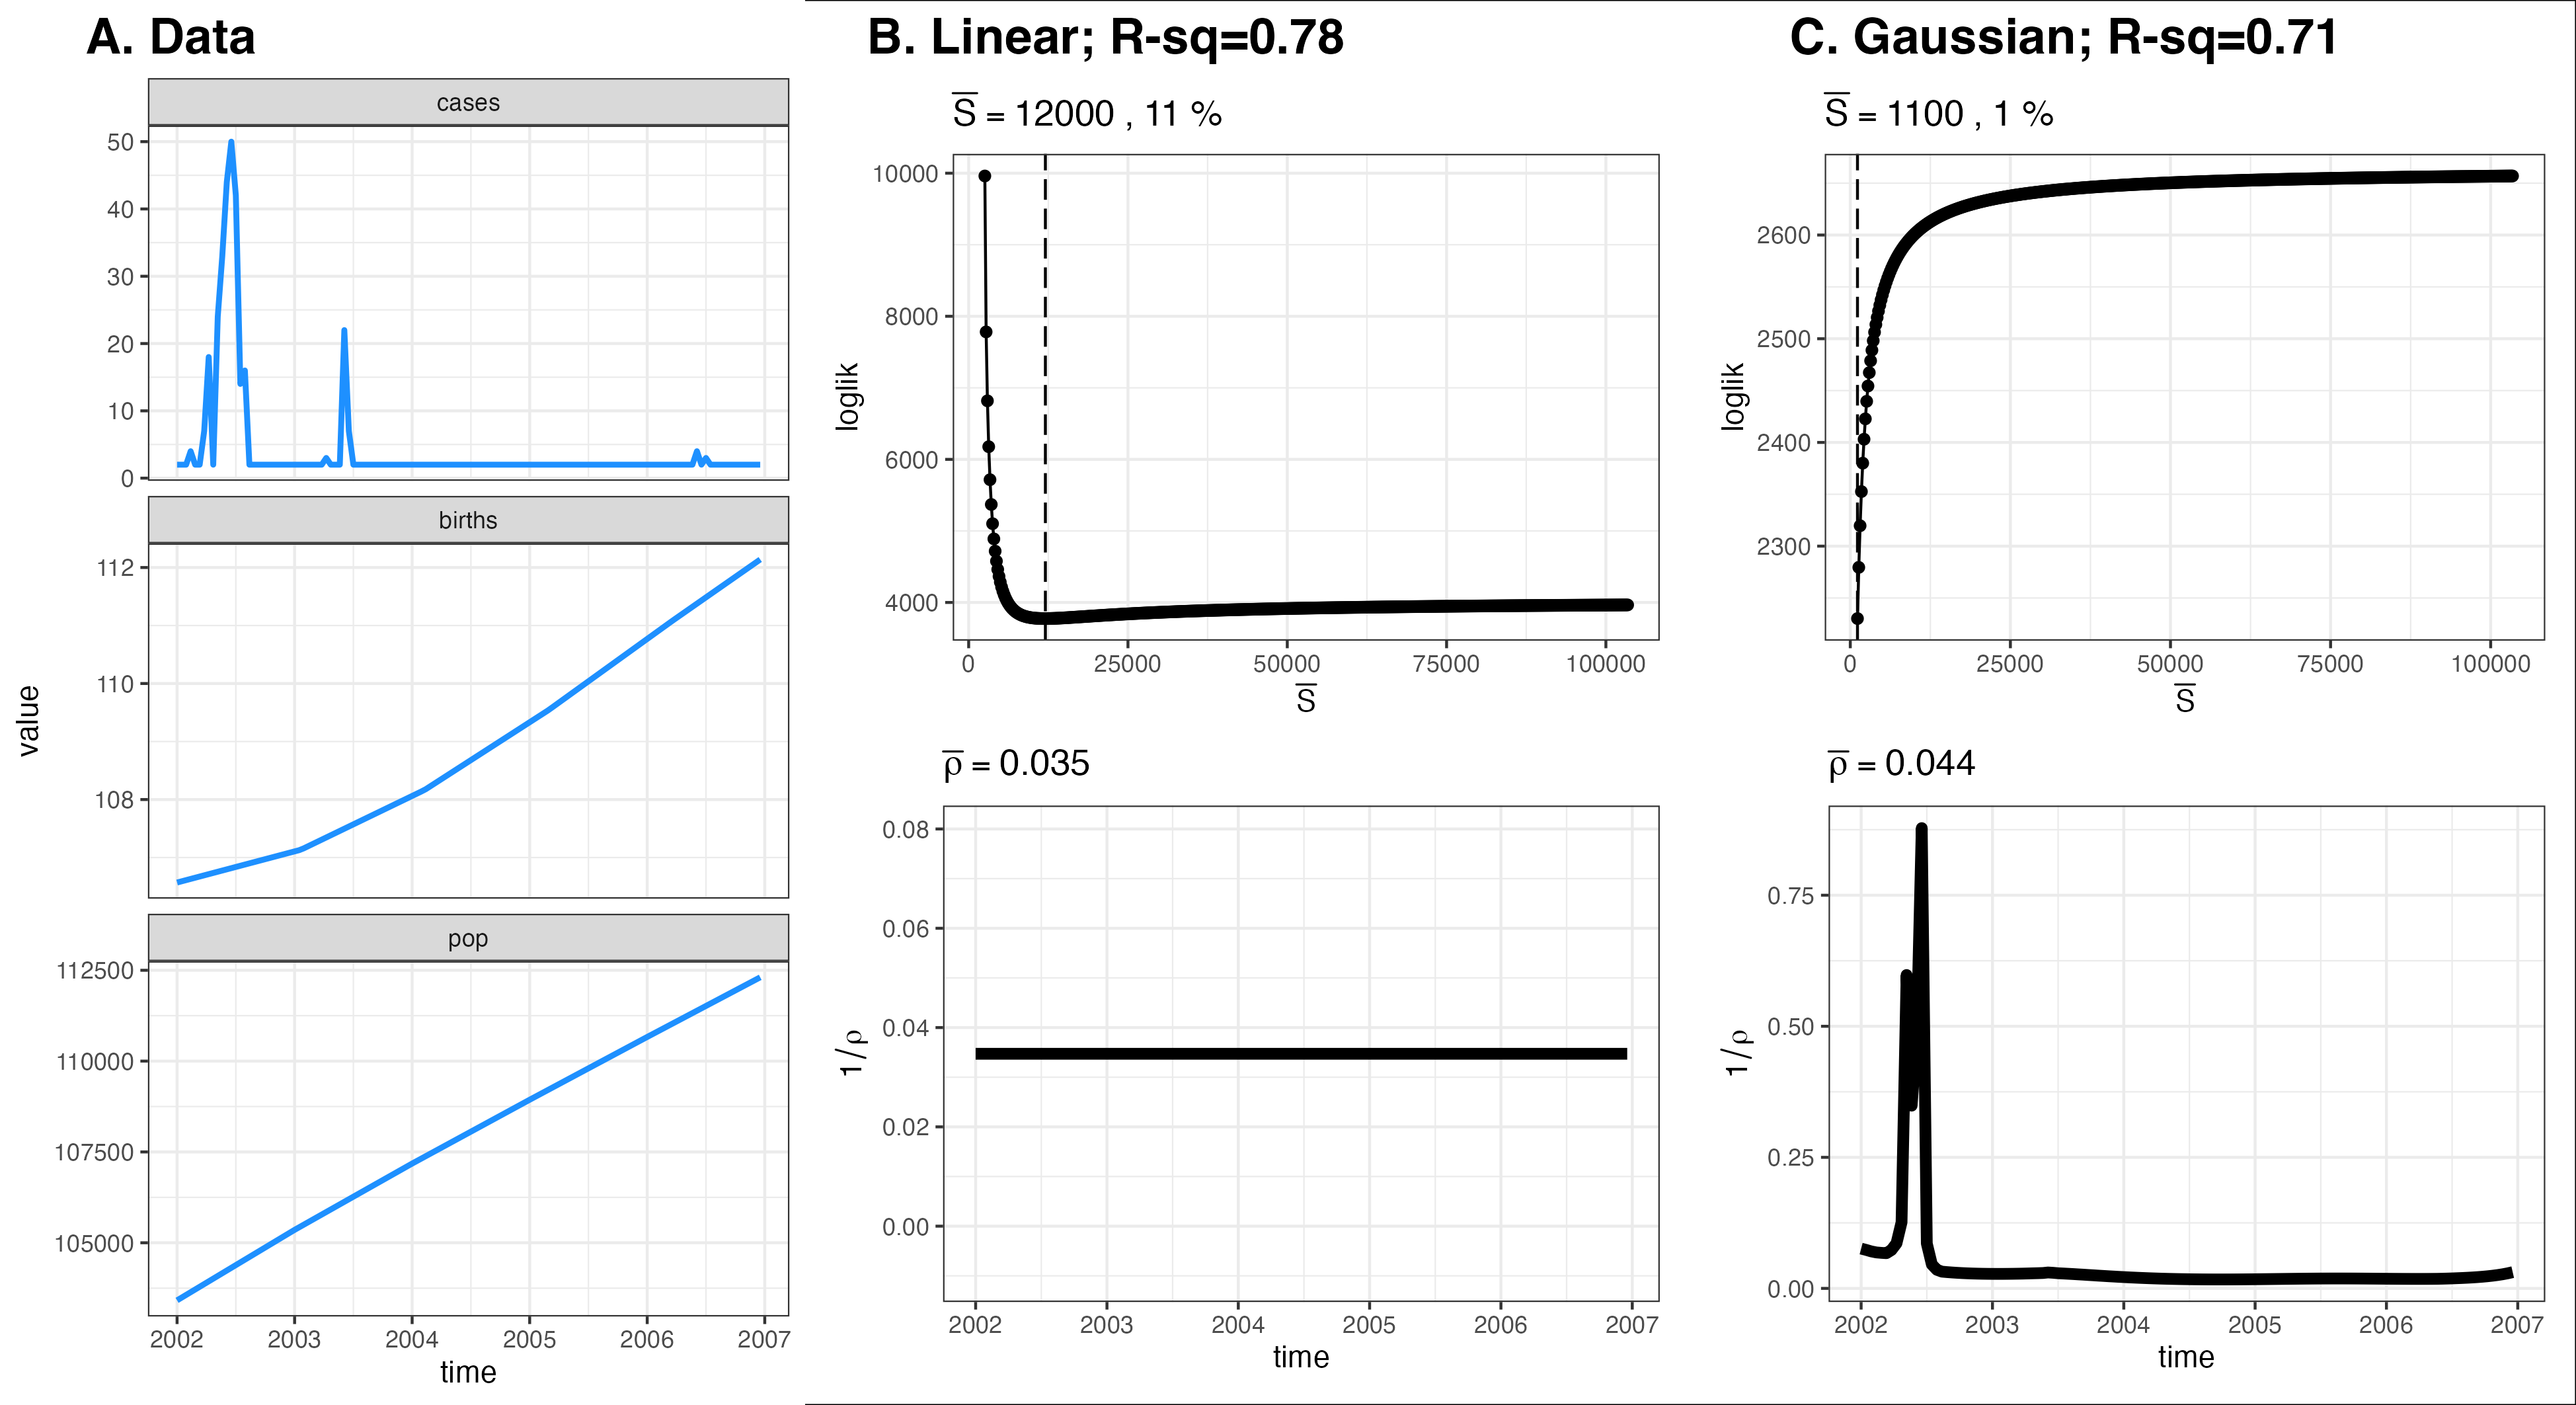 A. Data
cases
50
40
30
20
10
0
births
112
110
108
value
pop
112500
110000
107500
105000
2002 2003 2004 2005 2006 2007
time
B. Linear; R-sq=0.78
S̅ = 12000 , 11 %
10000
8000
6000
4000
loglik
0 25000 50000 75000 100000
S̅
ρ̅ = 0.035
0.08
0.06
0.04
0.02
0.00
1/ρ
2002 2003 2004 2005 2006 2007
time
C. Gaussian; R-sq=0.71
S̅ = 1100 , 1 %
2600
2500
2400
2300
loglik
0 25000 50000 75000 100000
S̅
ρ̅ = 0.044
0.75
0.50
0.25
0.00
1/ρ
2002 2003 2004 2005 2006 2007
time